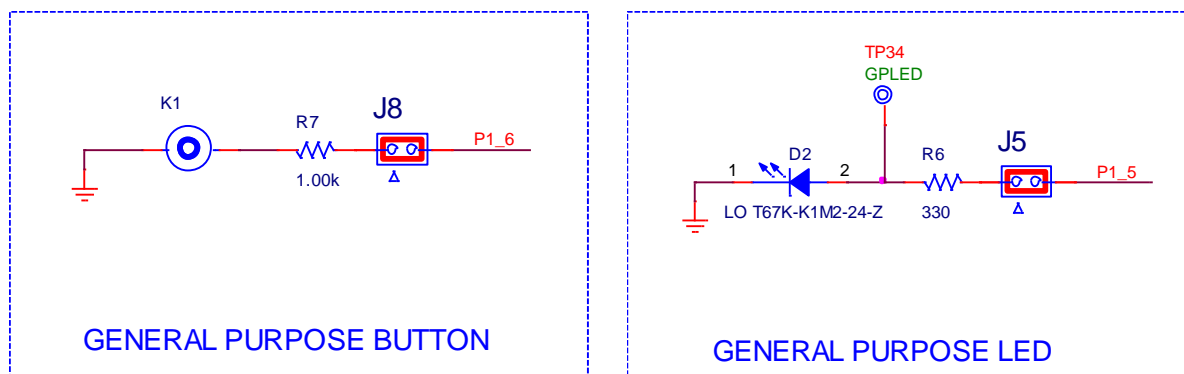 K1
R7
1.00k
J8
P1_6
GENERAL PURPOSE BUTTON
TP34
GPLED
1
D2
2
LO T67K-K1M2-24-Z
R6
330
J5
P1_5
GENERAL PURPOSE LED